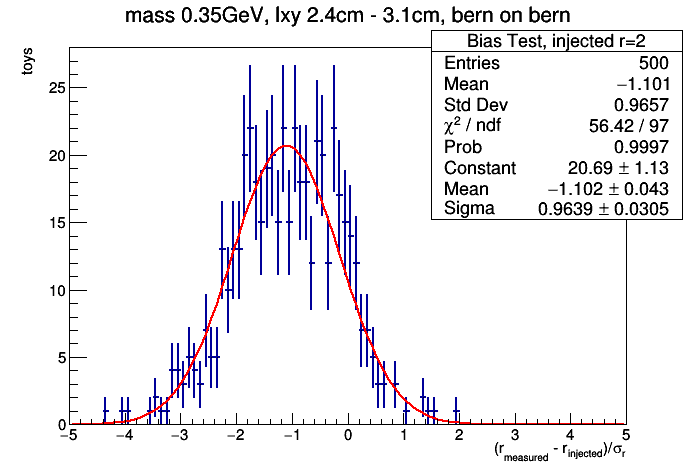 mass 0.35GeV, lxy 2.4cm - 3.1cm, bern on bern
toys
Bias Test, injected r=2
Entries 500
Mean −1.101
Std Dev 0.9657
χ² / ndf 56.42 / 97
Prob 0.9997
Constant 20.69 ± 1.13
Mean −1.102 ± 0.043
Sigma 0.9639 ± 0.0305
25
20
15
10
5
0
−5 −4 −3 −2 −1 0 1 2 3 4 5
(r_measured - r_injected)/σ_r